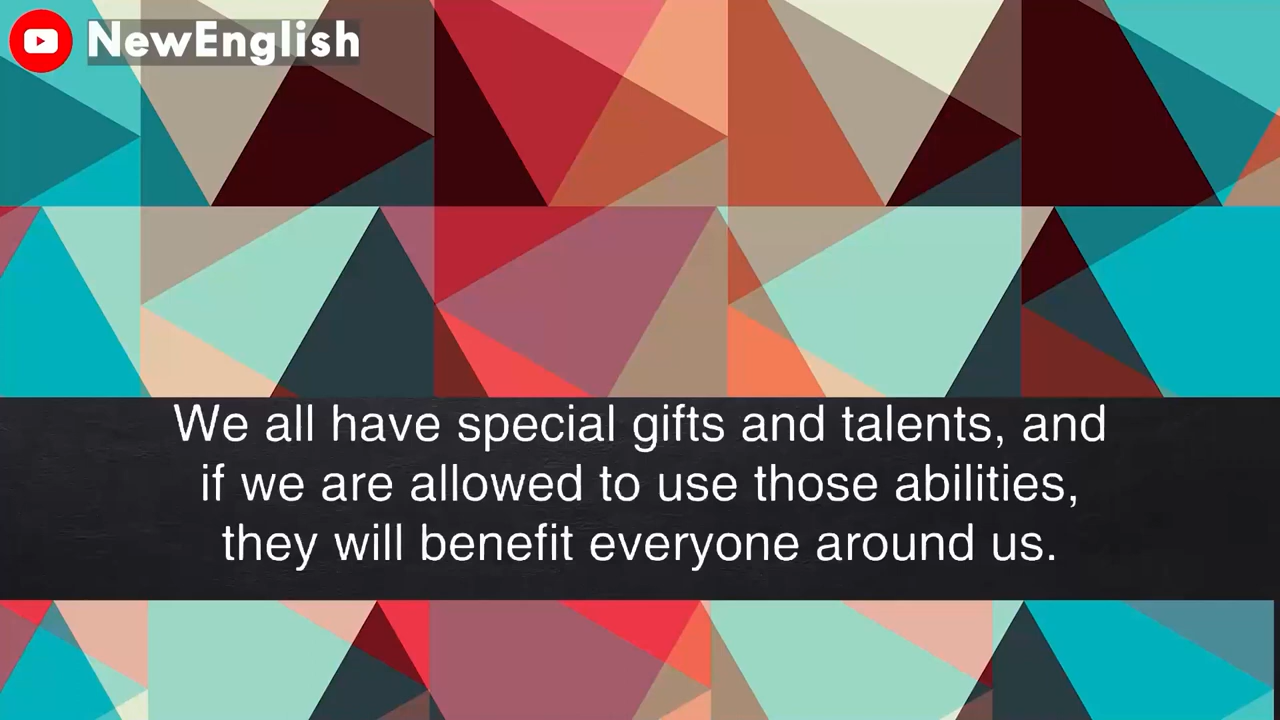 NewEnglish
We all have special gifts and talents, and
if we are allowed to use those abilities,
they will benefit everyone around us.